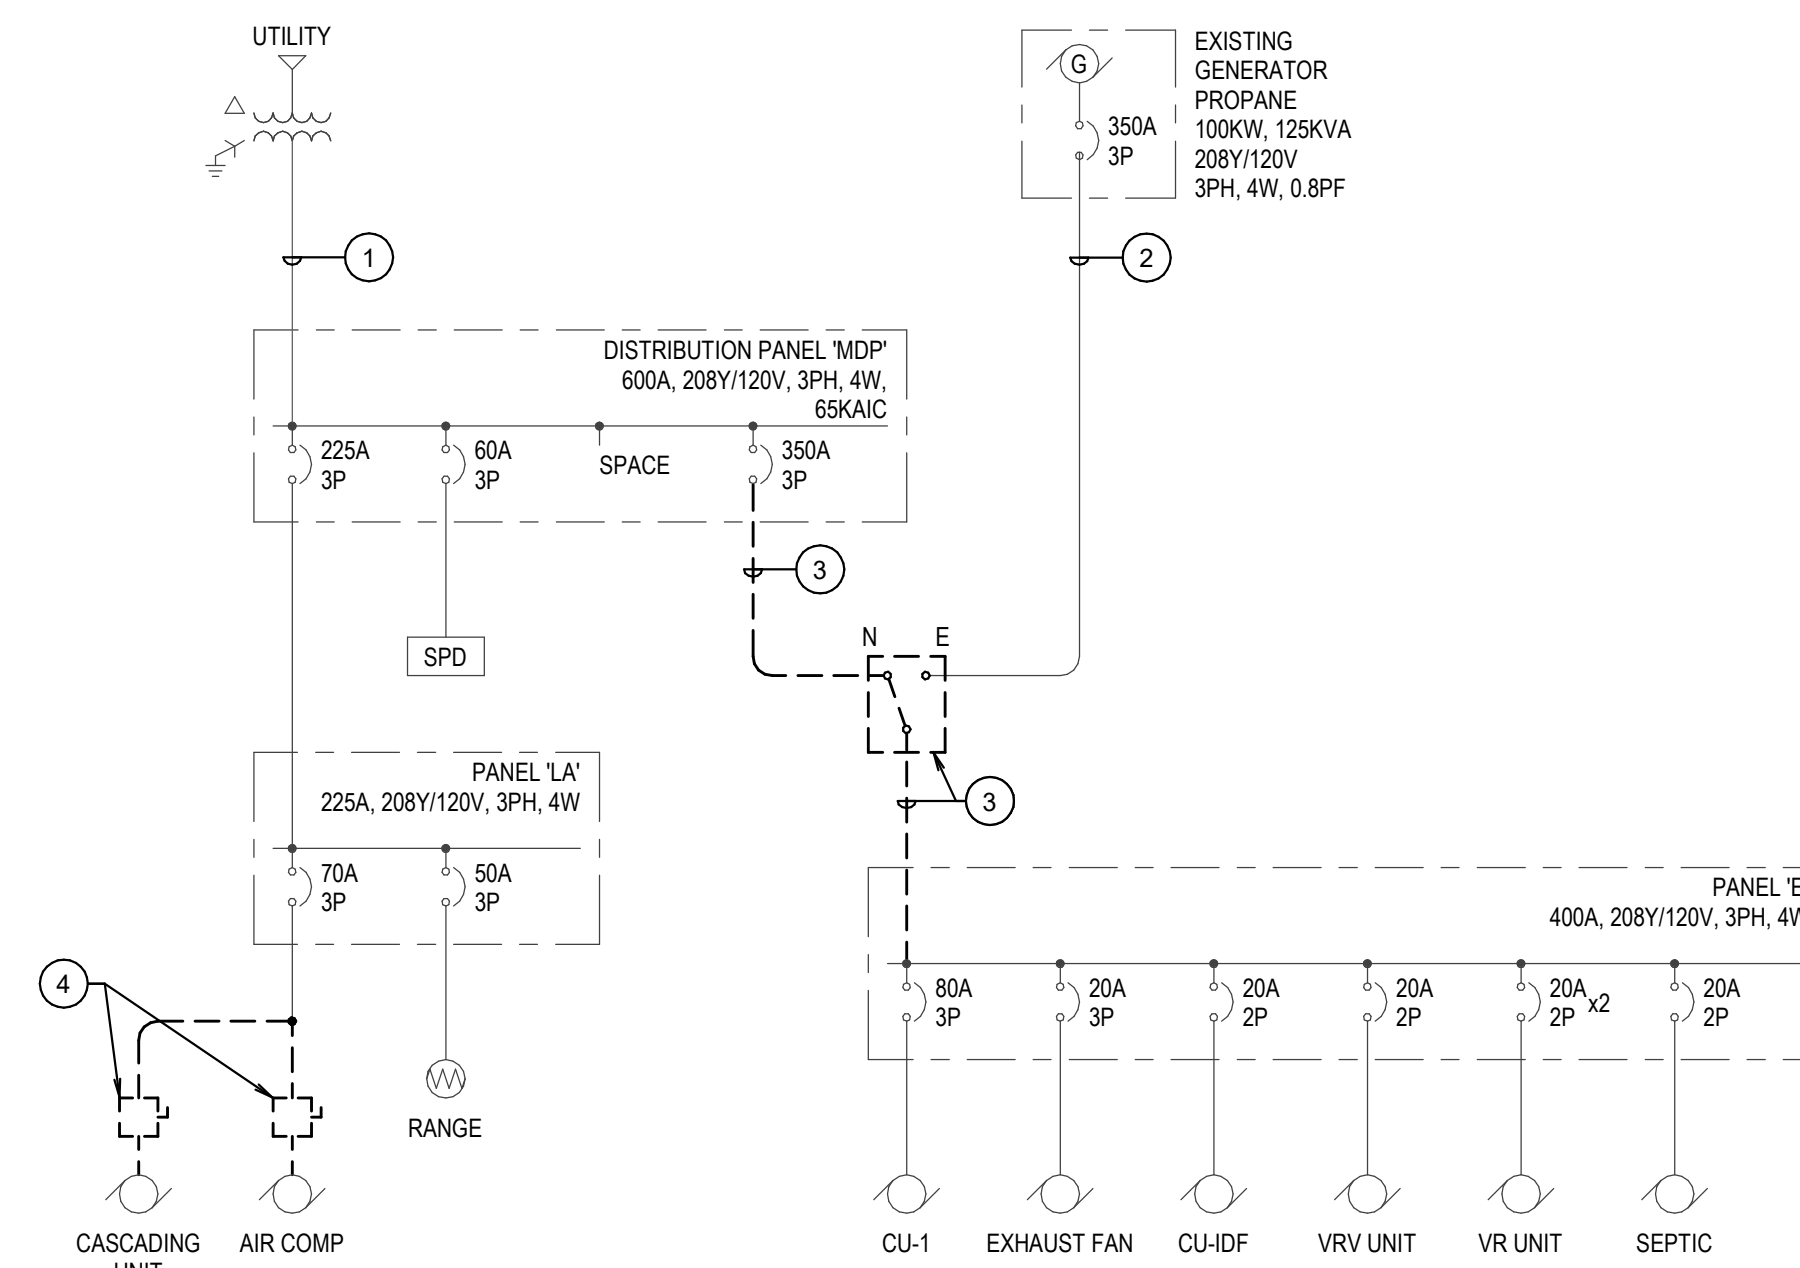 UTILITY
G
350A
3P
EXISTING
GENERATOR
PROPANE
100KW, 125KVA
208Y/120V
3PH, 4W, 0.8PF
1
2
DISTRIBUTION PANEL 'MDP'
600A, 208Y/120V, 3PH, 4W,
65KAIC
225A
3P
60A
3P
SPACE
350A
3P
3
SPD
N
E
3
PANEL 'LA'
225A, 208Y/120V, 3PH, 4W
70A
3P
50A
3P
PANEL 'E
400A, 208Y/120V, 3PH, 4W
4
80A
3P
20A
3P
20A
2P
20A
2P
20A
2P
x2
20A
2P
RANGE
CASCADING
UNIT
AIR COMP
CU-1
EXHAUST FAN
CU-IDF
VRV UNIT
VR UNIT
SEPTIC